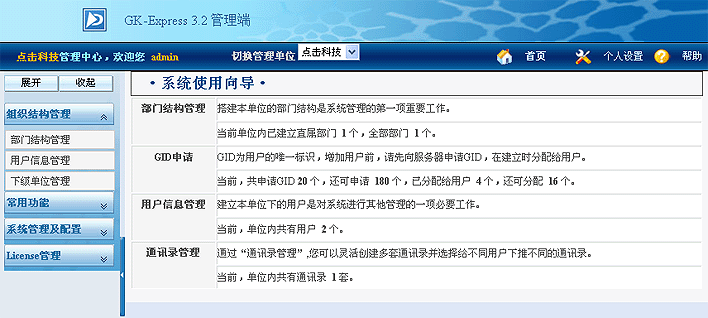 GK-Express 3.2 管理端
点击科技管理中心，欢迎您 admin 切换管理单位 点击科技 首页 个人设置 帮助
展开 收起
组织结构管理
部门结构管理
用户信息管理
下级单位管理
常用功能
系统管理及配置
License管理
·系统使用向导·
部门结构管理 搭建本单位的部门结构是系统管理的第一项重要工作。
当前单位内已建立直属部门 1个，全部部门 1个。
GID申请 GID为用户的唯一标识，增加用户前，请先向服务器申请GID，在建立时分配给用户。
当前，共申请GID 20 个，还可申请 180个，已分配给用户 4个，还可分配 16个。
用户信息管理 建立本单位下的用户是对系统进行其他管理的一项必要工作。
当前，单位内共有用户 2个。
通讯录管理 通过“通讯录管理”,您可以灵活创建多套通讯录并选择给不同用户下推不同的通讯录。
当前，单位内共有通讯录 1套。